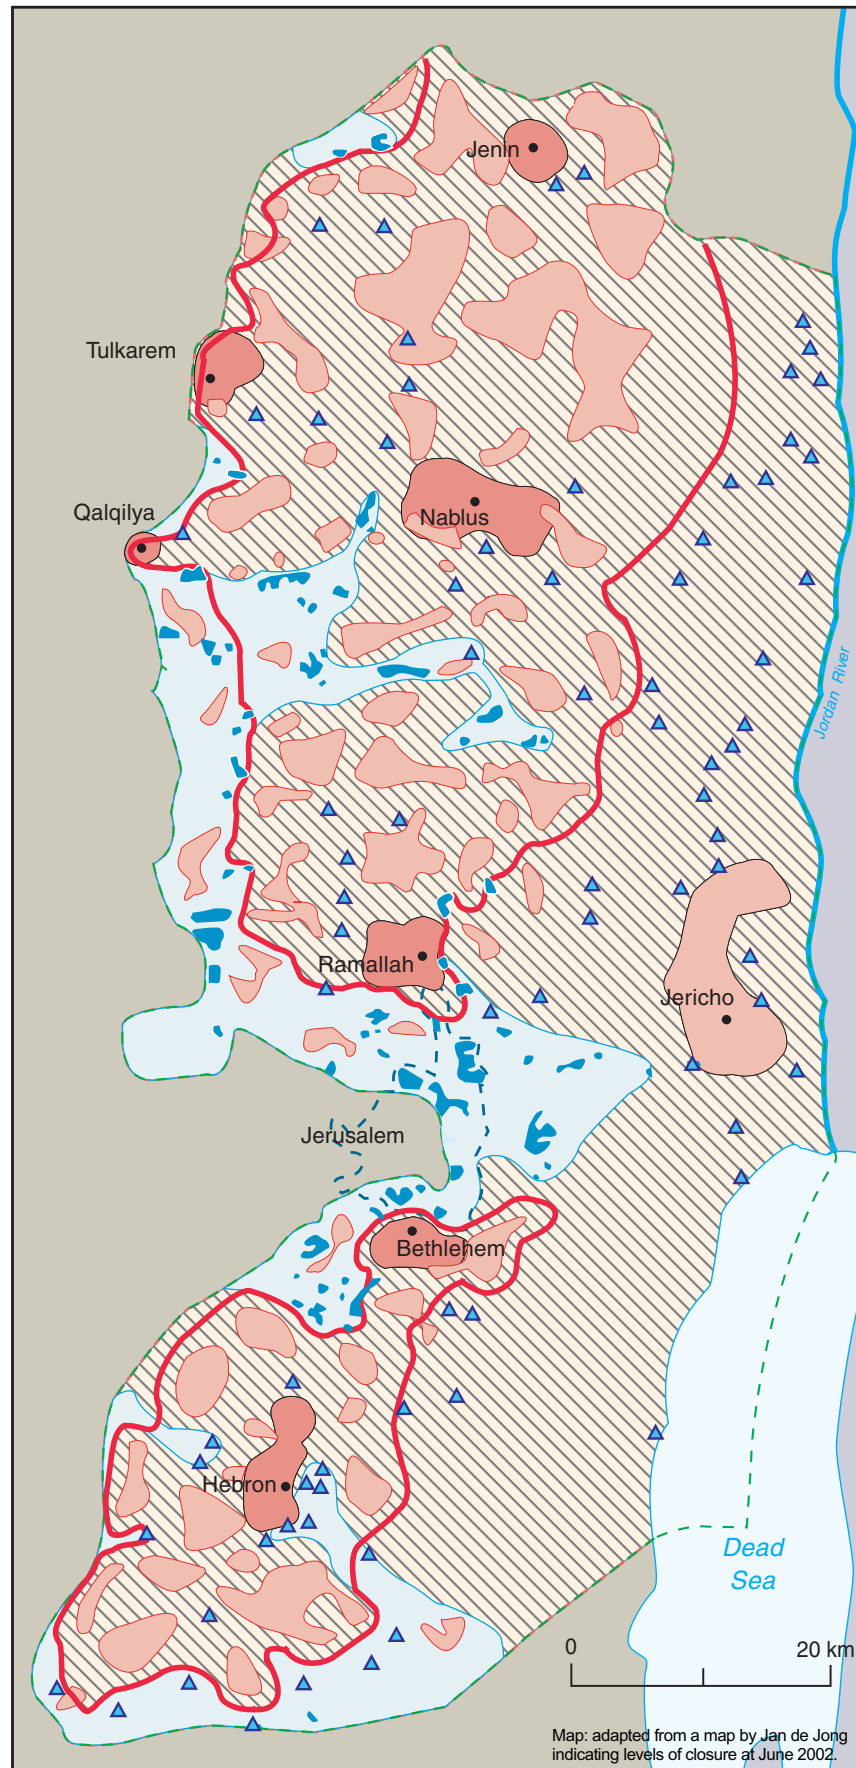 Jenin
Tulkarem
Qalqilya
Nablus
Jordan River
Ramallah
Jericho
Jerusalem
Bethlehem
Hebron
Dead
Sea
0 20 km
Map: adapted from a map by Jan de Jong
indicating levels of closure at June 2002.